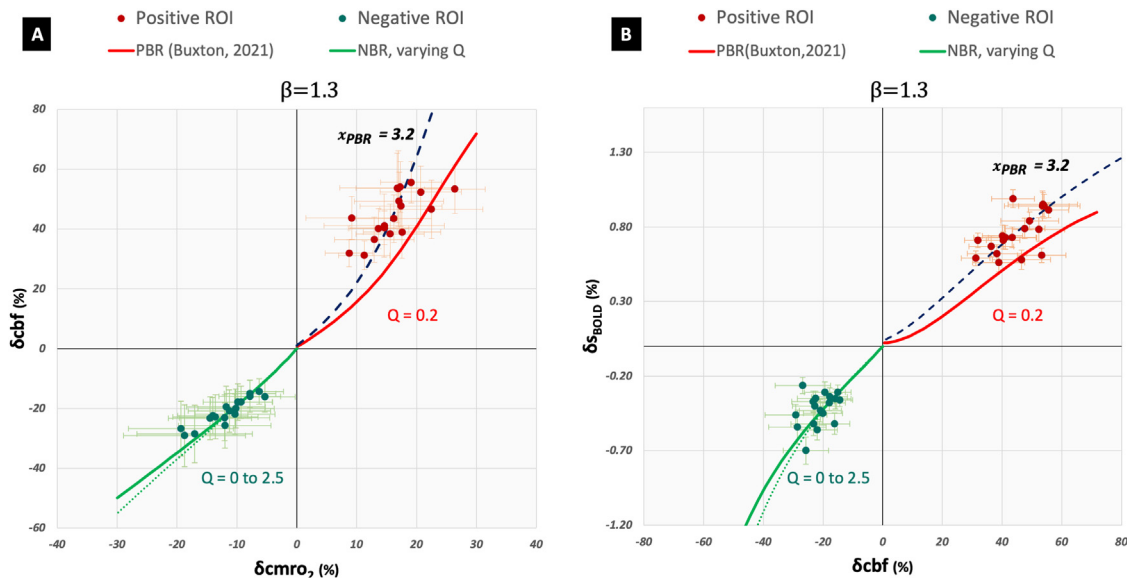 A
Positive ROI
Negative ROI
PBR (Buxton, 2021)
NBR, varying Q
β=1.3
80
60
40
20
0
-20
-40
-60
δcbf (%)
x_PBR = 3.2
Q = 0.2
Q = 0 to 2.5
-40 -30 -20 -10 0 10 20 30 40
δcmro₂ (%)
B
Positive ROI
Negative ROI
PBR(Buxton,2021)
NBR, varying Q
β=1.3
1.30
0.80
0.30
-0.20
-0.70
-1.20
δs_BOLD (%)
x_PBR = 3.2
Q = 0.2
Q = 0 to 2.5
-80 -60 -40 -20 0 20 40 60 80
δcbf (%)